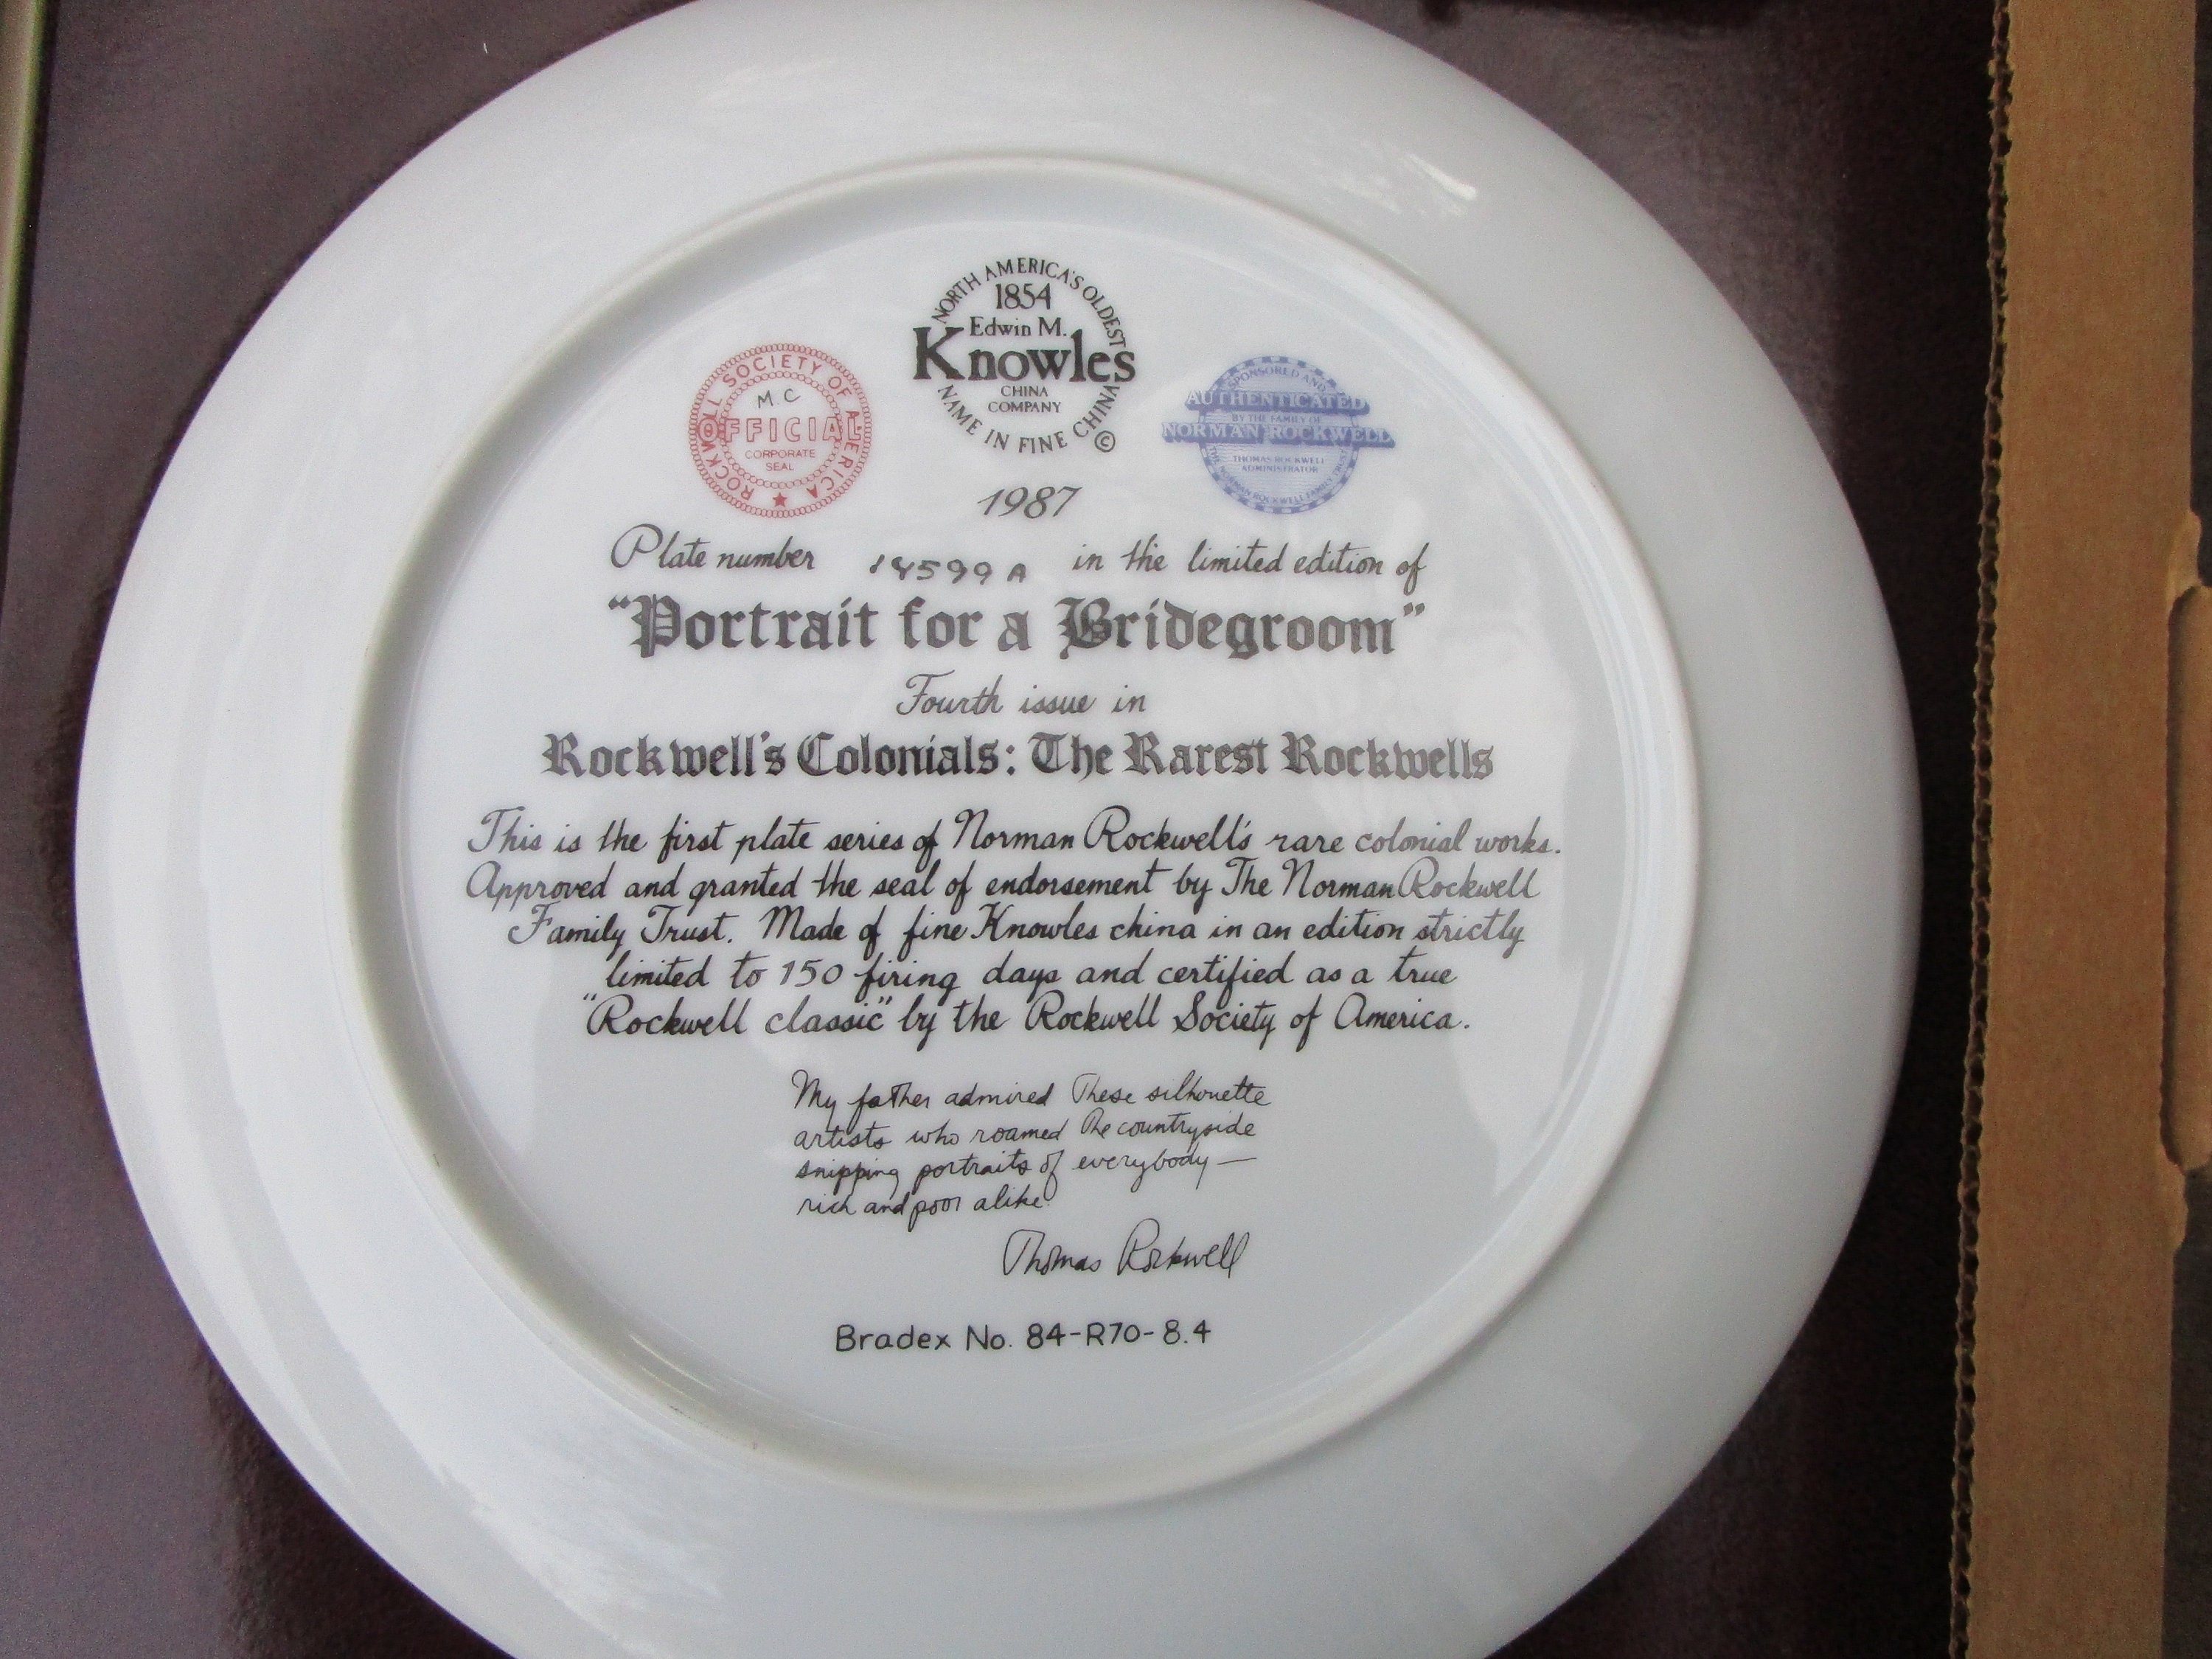 NORTH AMERICA'S OLDEST
1854
Edwin M.
Knowles
CHINA
COMPANY
NAME IN FINE CHINA ©
ROCKWELL SOCIETY OF AMERICA
M.C
OFFICIAL
CORPORATE
SEAL
SPONSORED AND
AUTHENTICATED
BY THE FAMILY OF
NORMAN ROCKWELL
THOMAS ROCKWELL
ADMINISTRATOR
THE NORMAN ROCKWELL FAMILY TRUST
1987
Plate number 18599 A in the limited edition of
"Portrait for a Bridegroom"
Fourth issue in
Rockwell's Colonials: The Rarest Rockwells
This is the first plate series of Norman Rockwell's rare colonial works.
Approved and granted the seal of endorsement by The Norman Rockwell
Family Trust. Made of fine Knowles china in an edition strictly
limited to 150 firing days and certified as a true
"Rockwell classic" by the Rockwell Society of America.
My father admired These silhouette
artists who roamed The countryside
snipping portraits of everybody —
rich and poor alike.
Thomas Rockwell
Bradex No. 84-R70-8.4